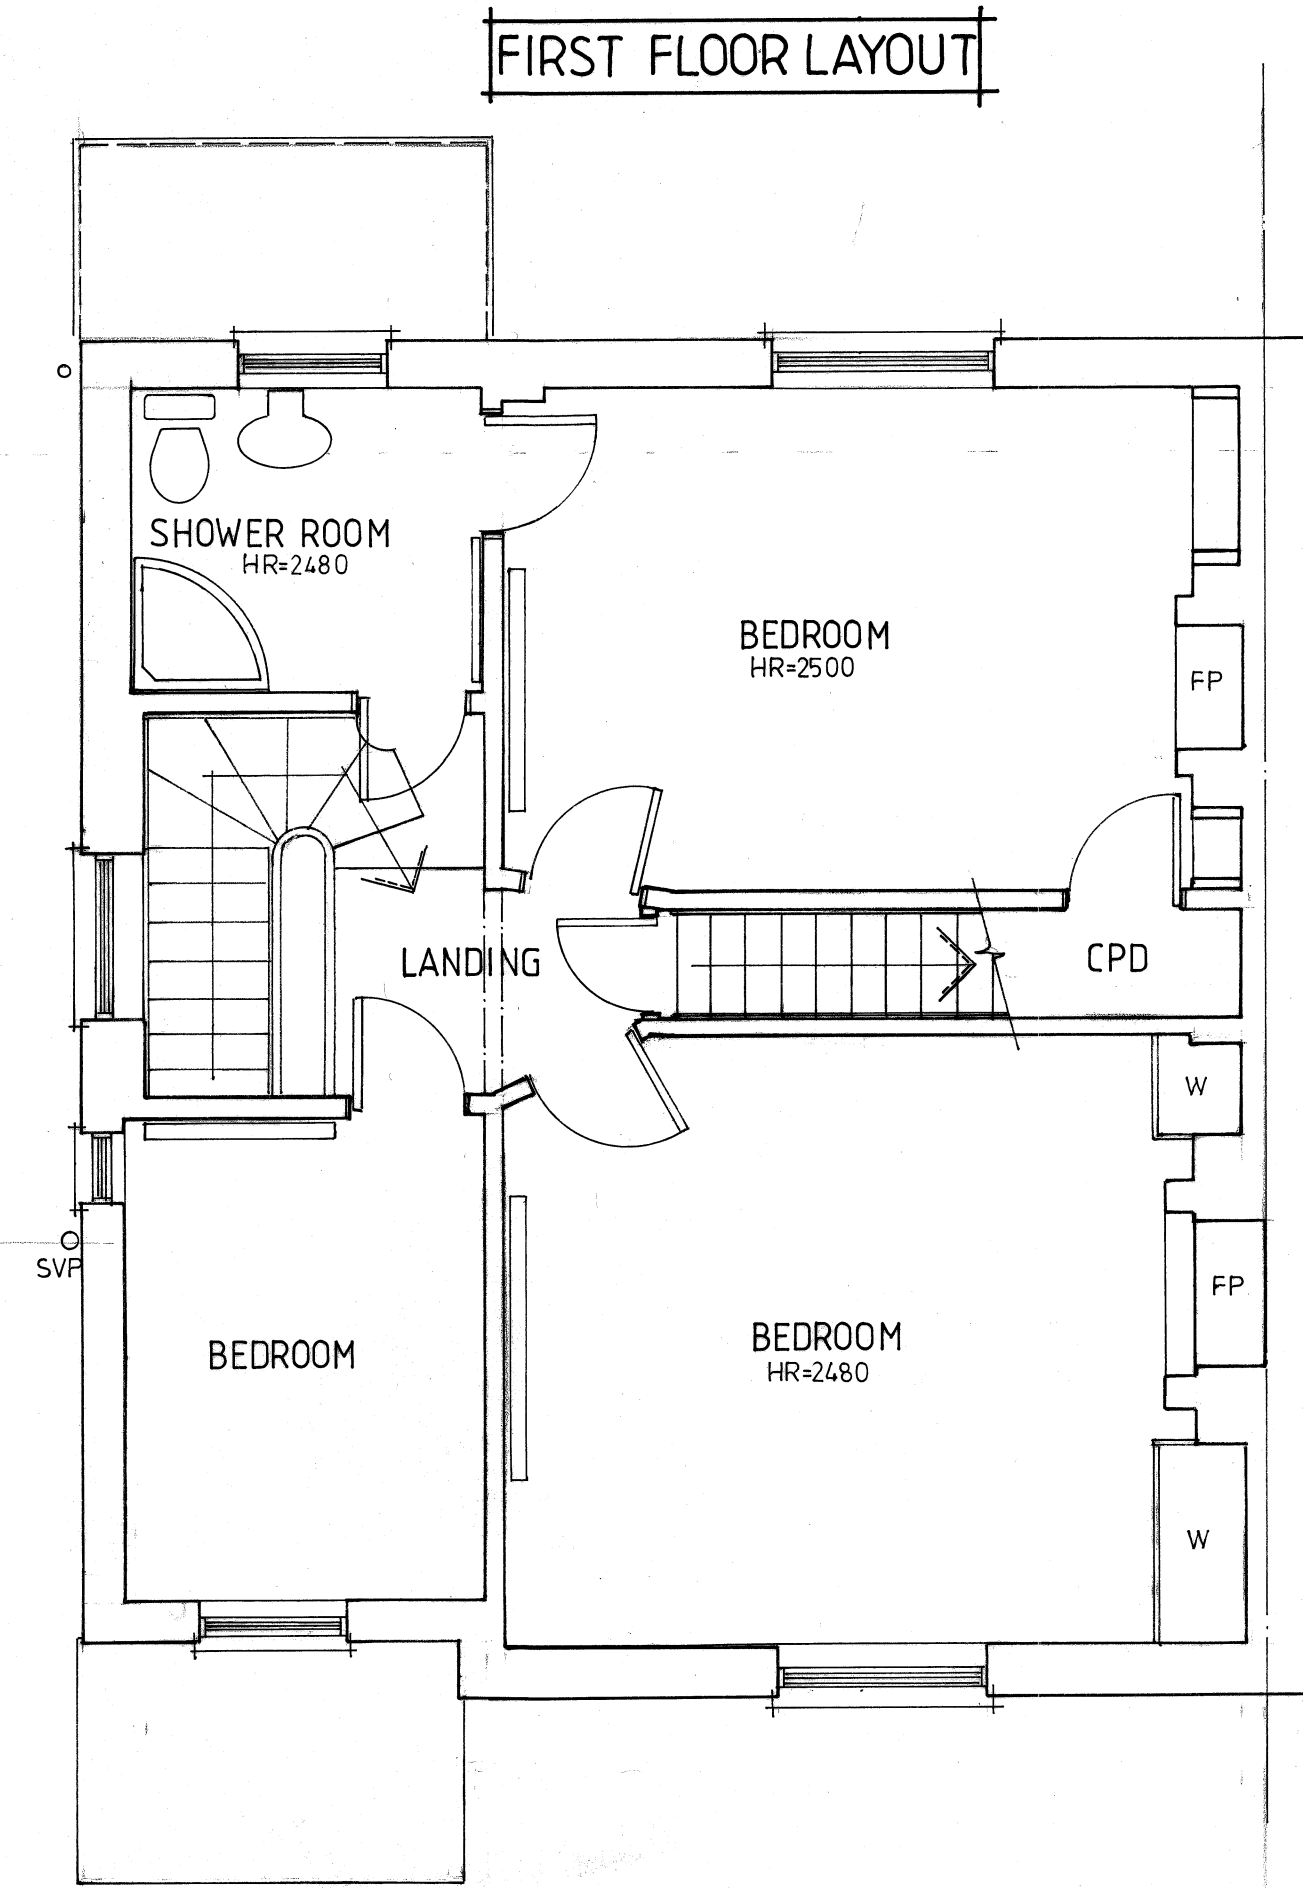 FIRST FLOOR LAYOUT
SHOWER ROOM
HR=2480
BEDROOM
HR=2500
FP
LANDING
CPD
W
SVP
BEDROOM
BEDROOM
HR=2480
FP
W